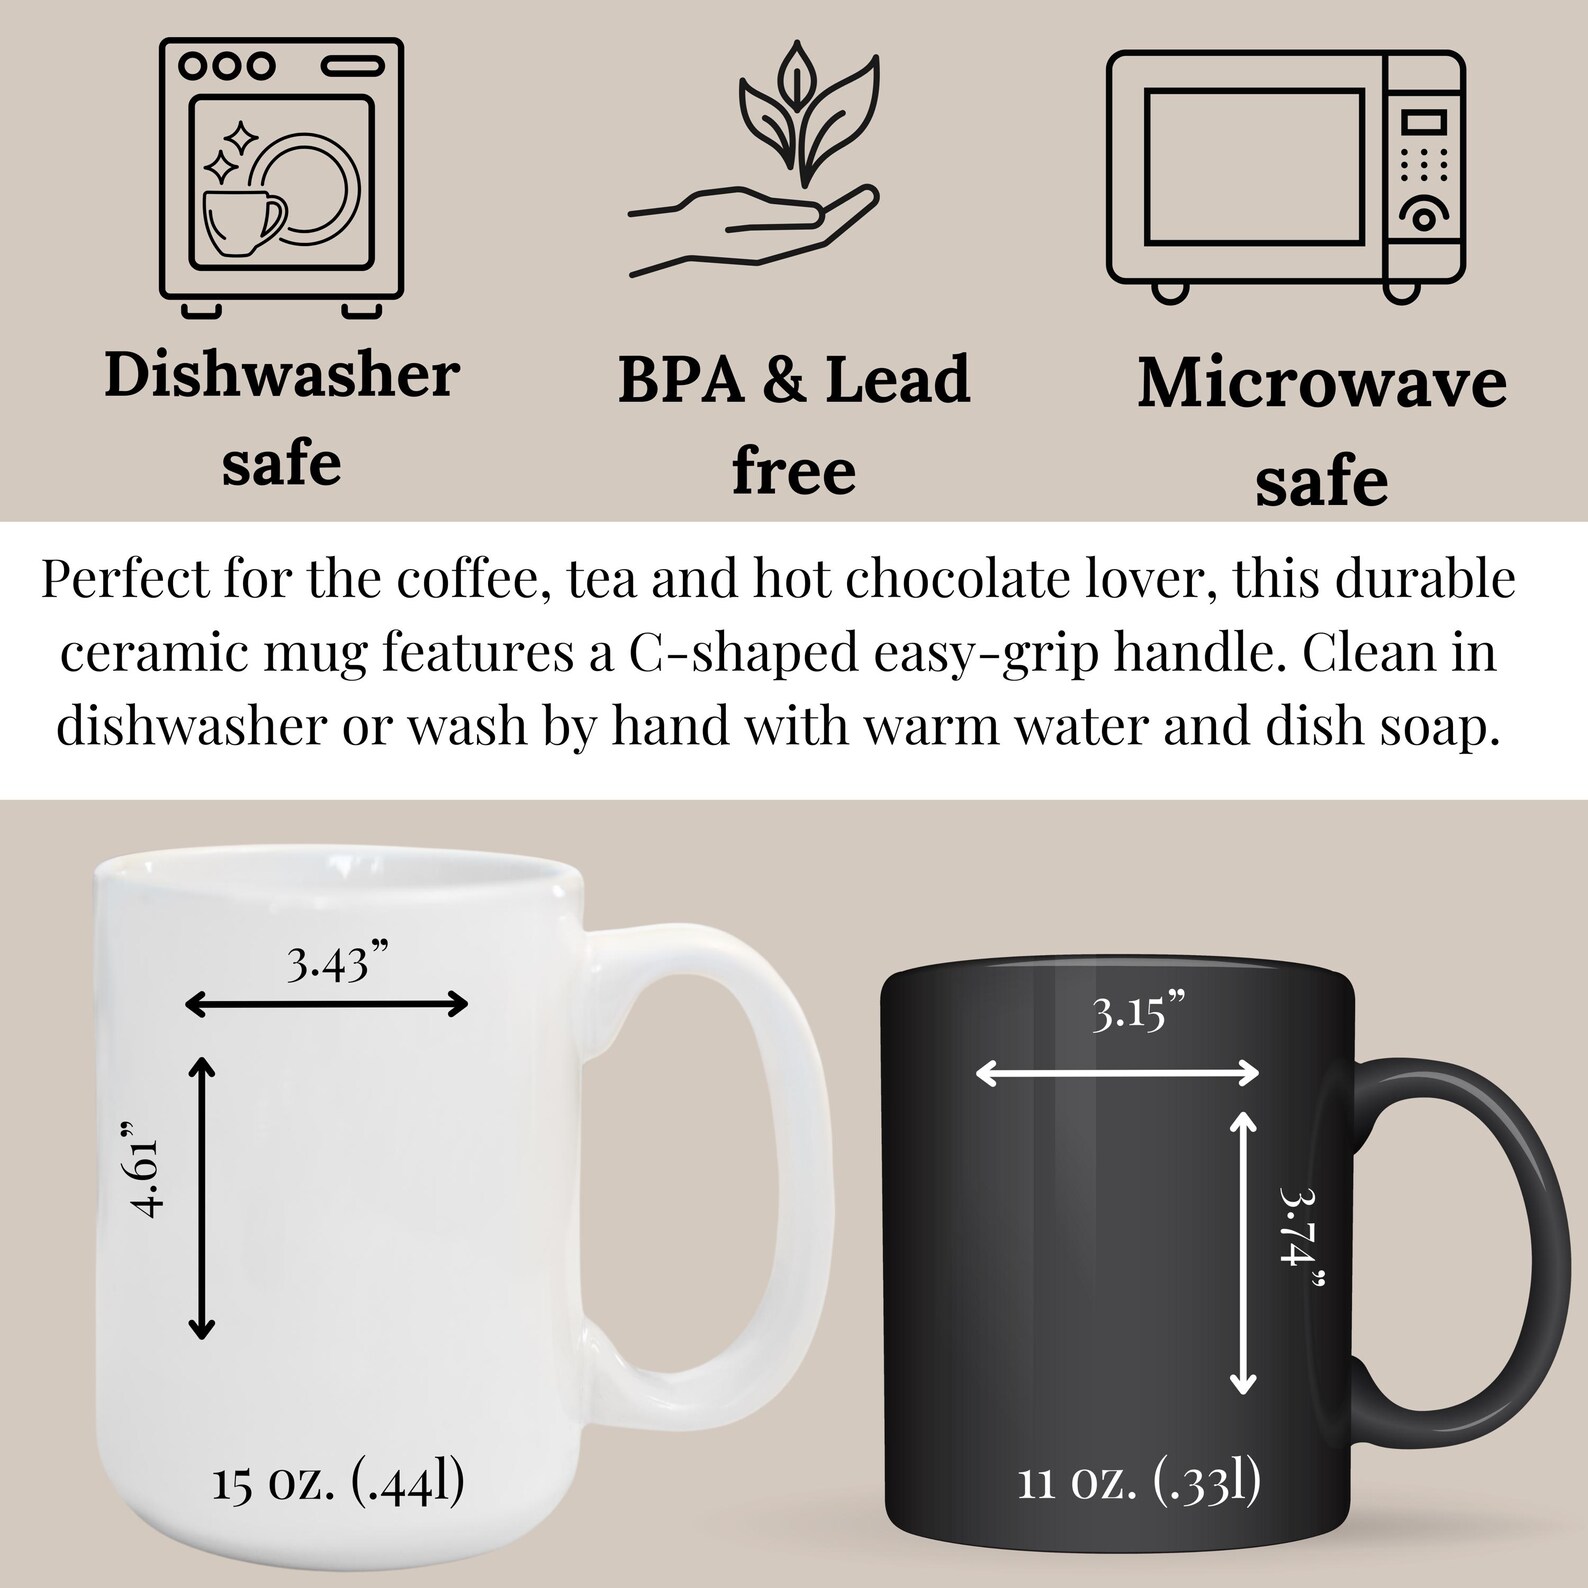 Dishwasher
safe
BPA & Lead
free
Microwave
safe
Perfect for the coffee, tea and hot chocolate lover, this durable
ceramic mug features a C-shaped easy-grip handle. Clean in
dishwasher or wash by hand with warm water and dish soap.
3.43”
4.61”
15 oz. (.44l)
3.15”
3.74”
11 oz. (.33l)